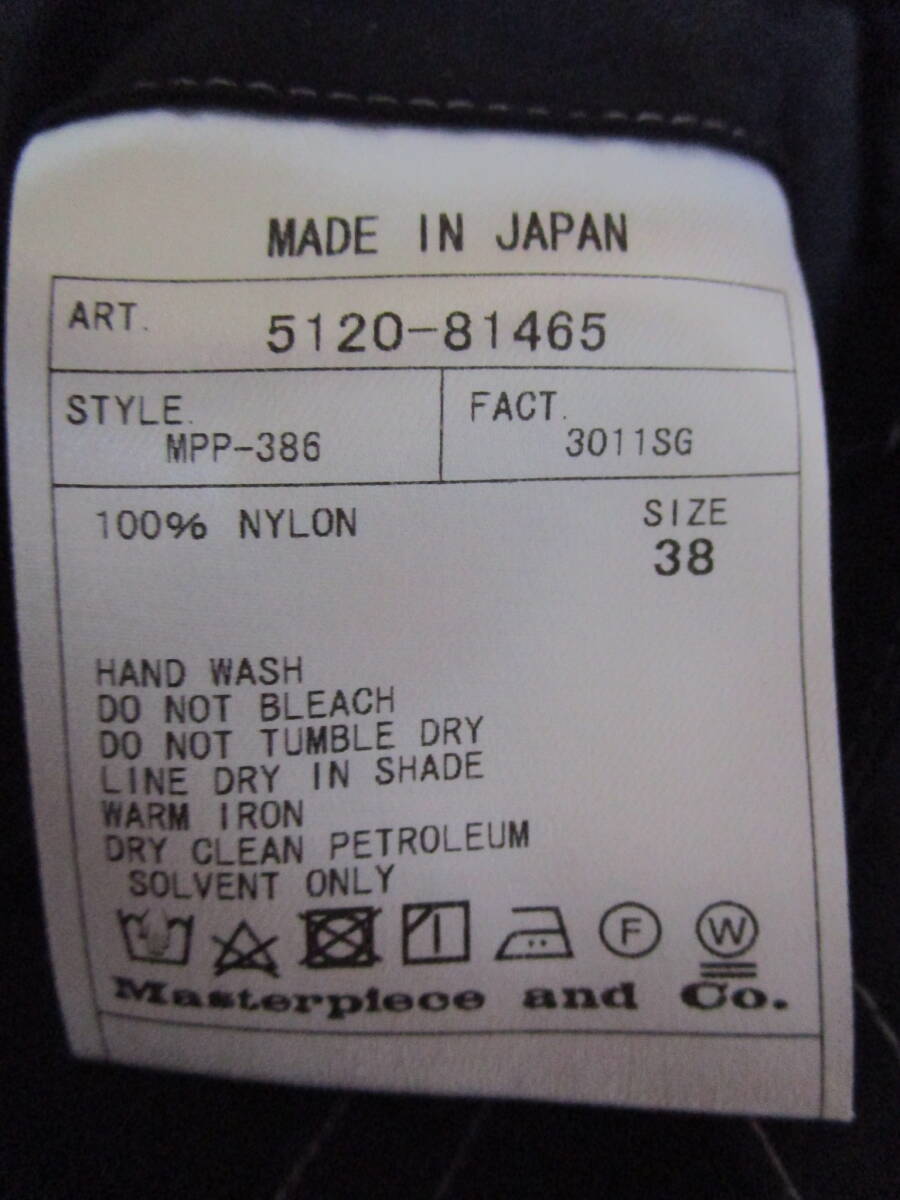 MADE IN JAPAN
ART. 5120-81465
STYLE. FACT.
MPP-386 3011SG
100% NYLON SIZE
38
HAND WASH
DO NOT BLEACH
DO NOT TUMBLE DRY
LINE DRY IN SHADE
WARM IRON
DRY CLEAN PETROLEUM
SOLVENT ONLY
F W
Masterpiece and Co.